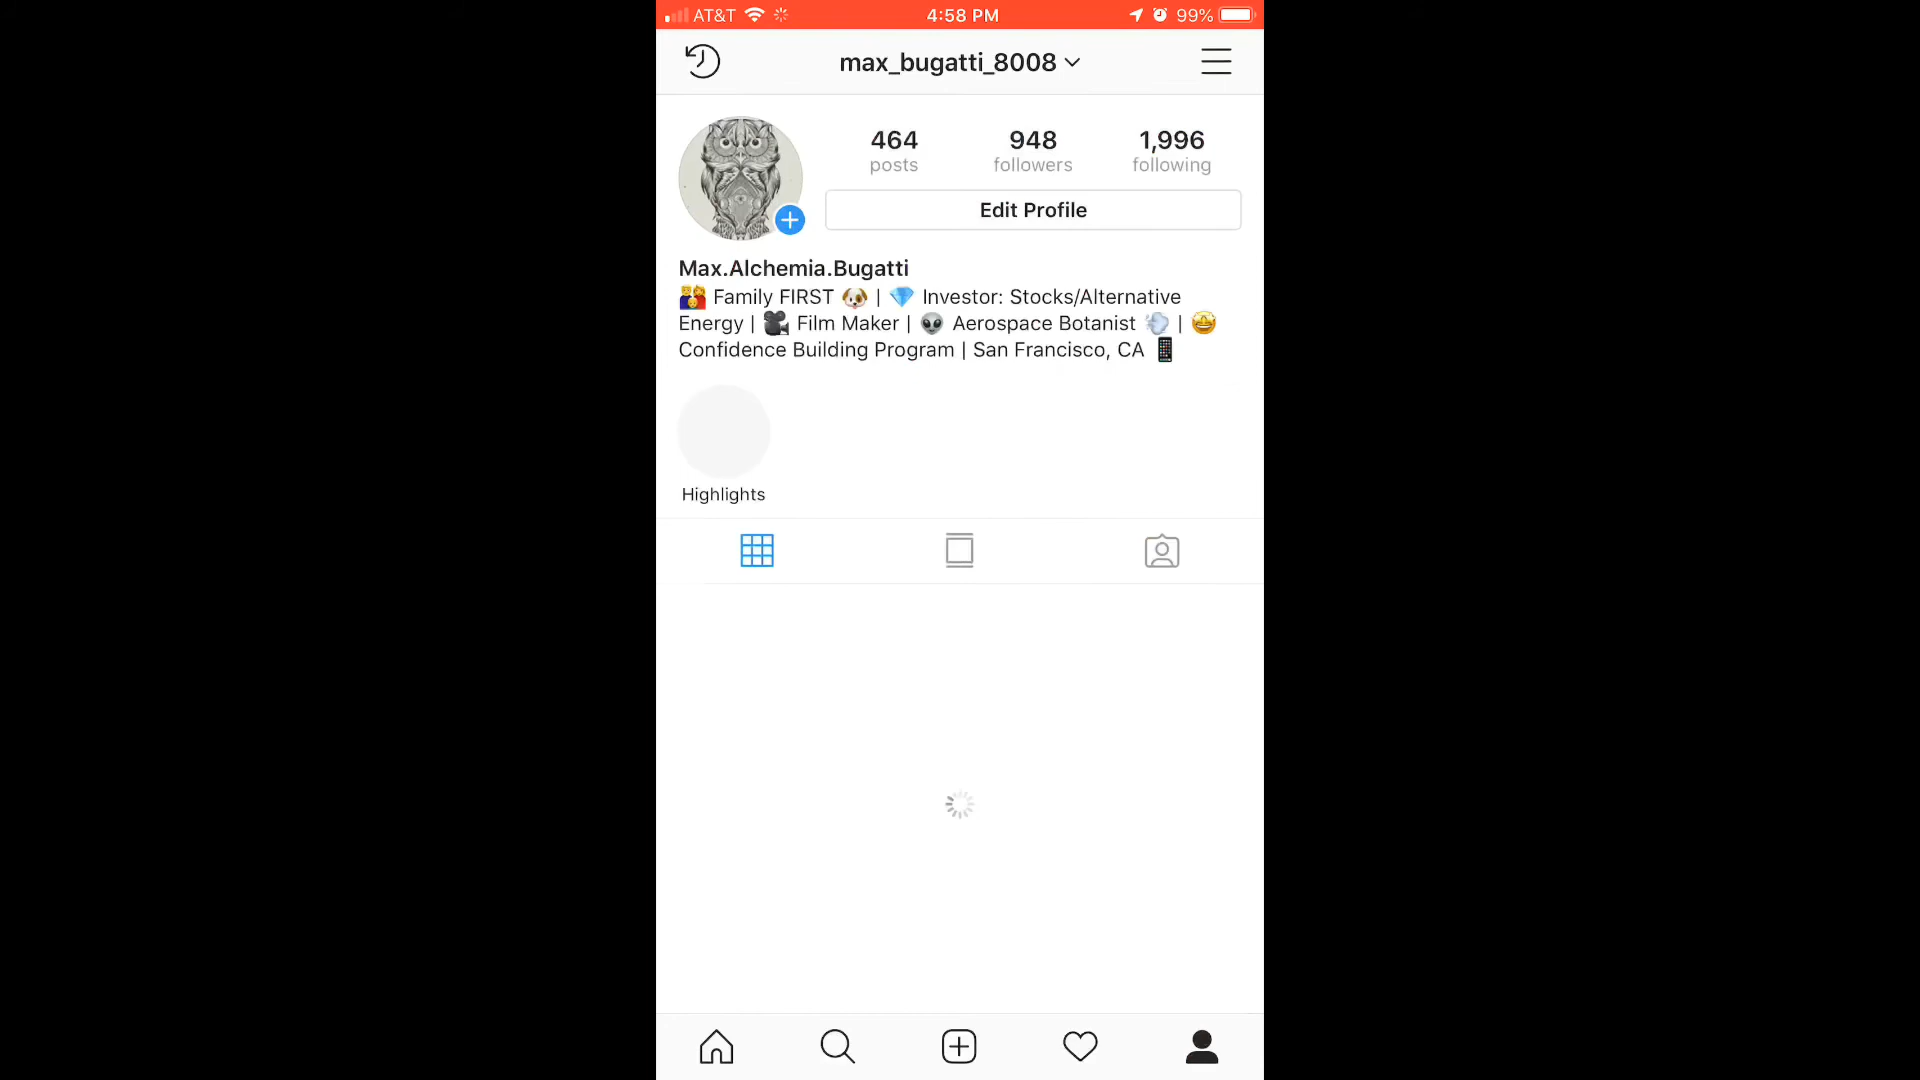 AT&T 4:58 PM 99%
max_bugatti_8008
464 948 1,996
posts followers following
Edit Profile
Max.Alchemia.Bugatti
👨‍👩‍👦 Family FIRST 🐶 | 💎 Investor: Stocks/Alternative
Energy | 🎥 Film Maker | 👽 Aerospace Botanist 💨 | 🤩
Confidence Building Program | San Francisco, CA 📱
Highlights